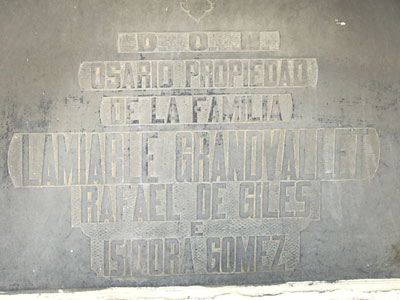 D O M
OSARIO PROPIEDAD
DE LA FAMILIA
LAMIABLE GRANDVALLET
RAFAEL DE GILES
E
ISIDORA GOMEZ